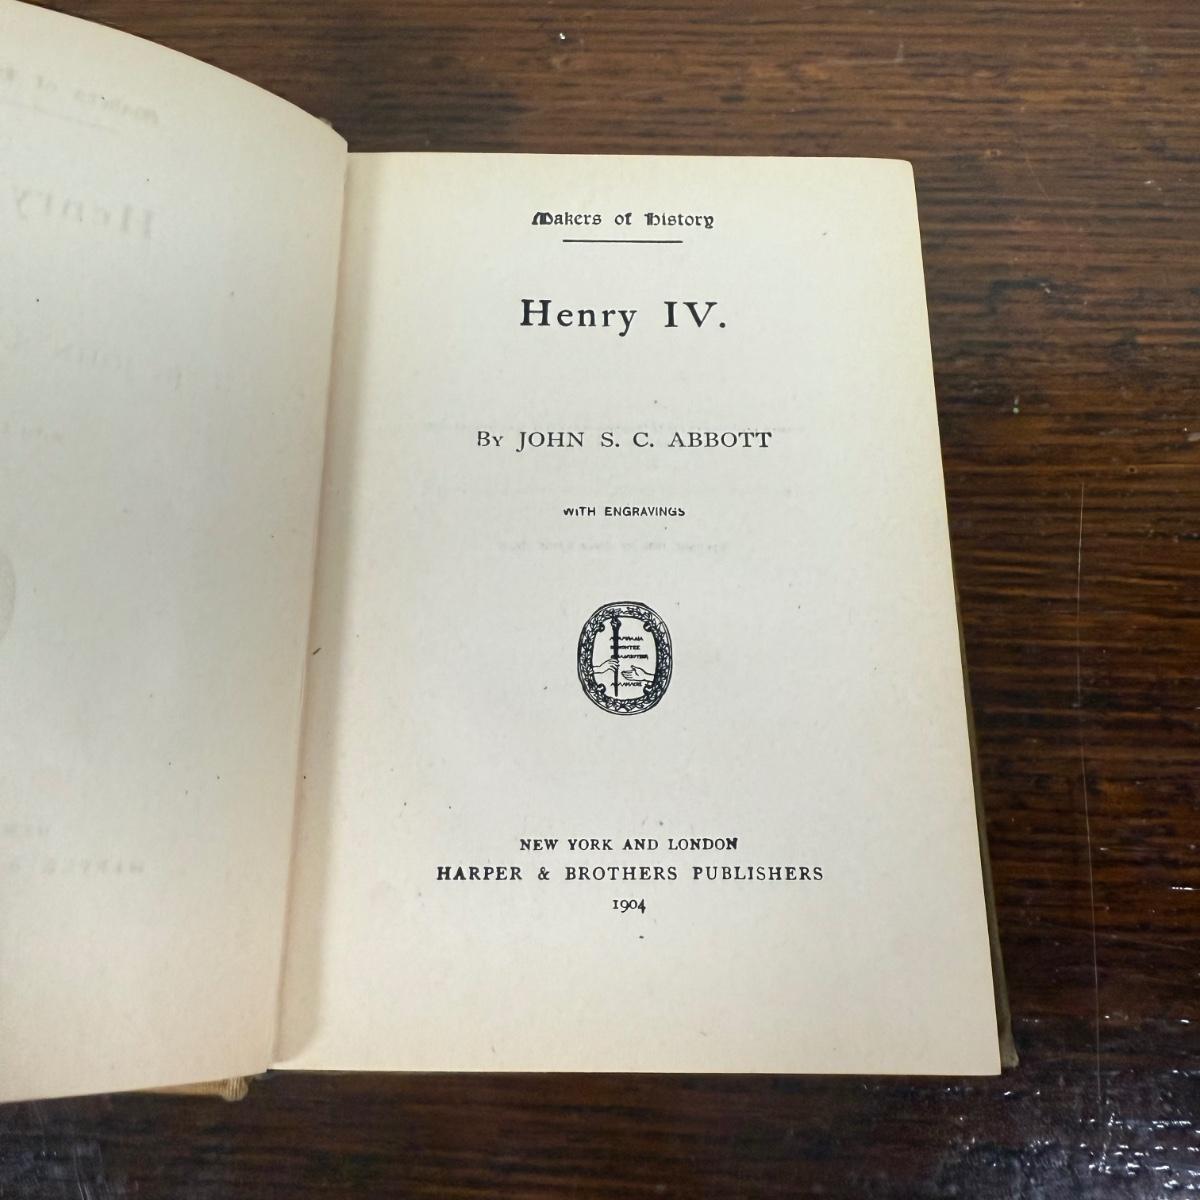 Makers of History
Henry IV.
By JOHN S. C. ABBOTT
WITH ENGRAVINGS
NEW YORK AND LONDON
HARPER & BROTHERS PUBLISHERS
1904